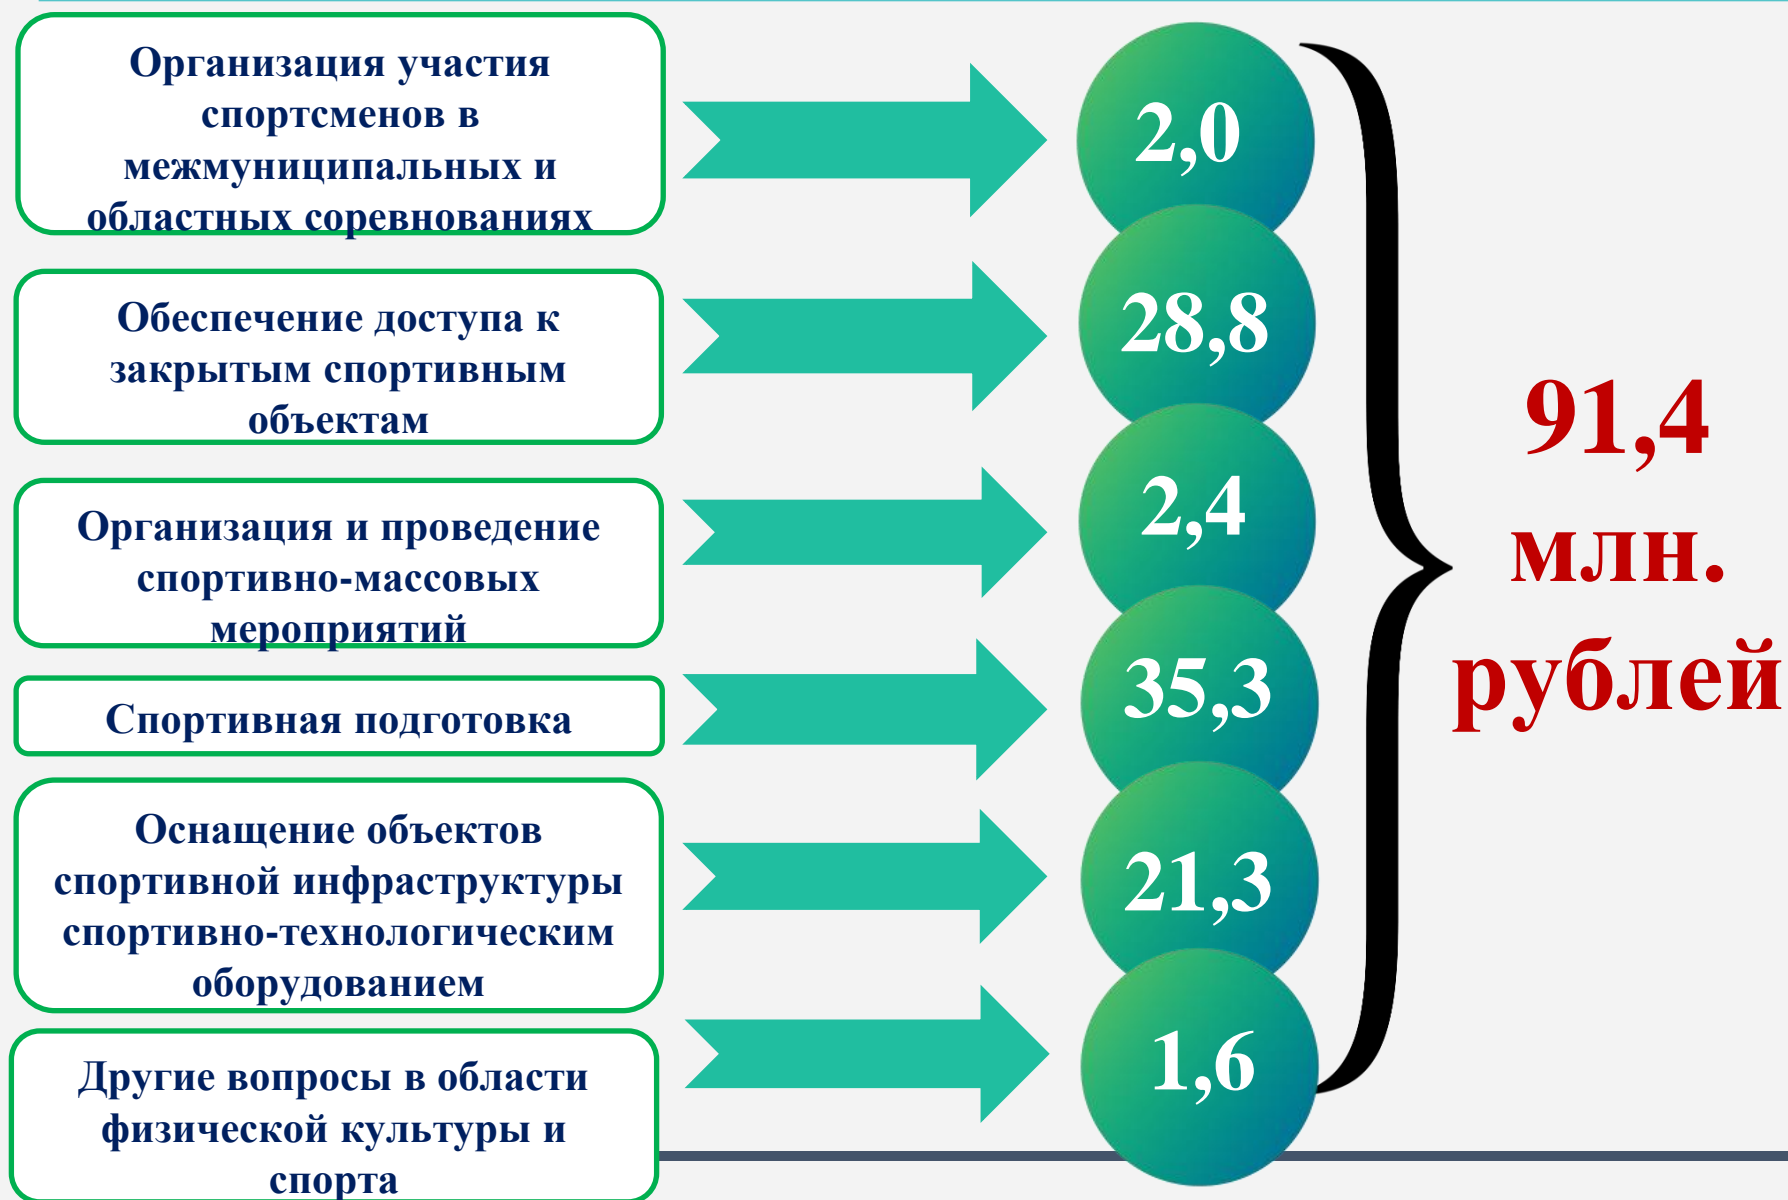 Организация участия
спортсменов в
межмуниципальных и
областных соревнованиях
2,0
Обеспечение доступа к
закрытым спортивным
объектам
28,8
Организация и проведение
спортивно-массовых
мероприятий
2,4
Спортивная подготовка
35,3
Оснащение объектов
спортивной инфраструктуры
спортивно-технологическим
оборудованием
21,3
Другие вопросы в области
физической культуры и
спорта
1,6
91,4
млн.
рублей